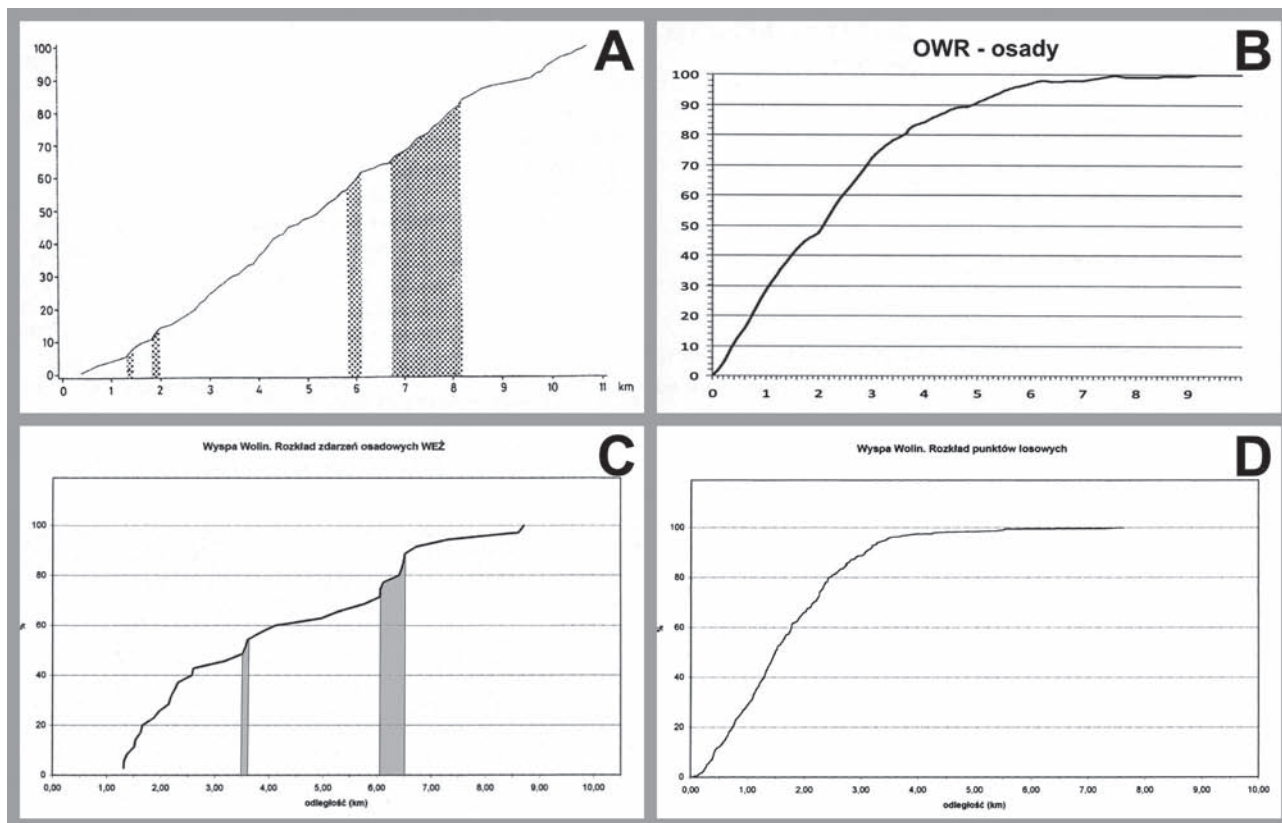 A
100
90
80
70
60
50
40
30
20
10
0
0 1 2 3 4 5 6 7 8 9 10 11 km
B
OWR - osady
100
90
80
70
60
50
40
30
20
10
0
0 1 2 3 4 5 6 7 8 9
C
Wyspa Wolin. Rozkład zdarzeń osadowych WEŹ
100
80
60
40
20
0
%
0,00 1,00 2,00 3,00 4,00 5,00 6,00 7,00 8,00 9,00 10,00
odległość (km)
D
Wyspa Wolin. Rozkład punktów losowych
100
80
60
40
20
0
%
0,00 1,00 2,00 3,00 4,00 5,00 6,00 7,00 8,00 9,00 10,00
odległość (km)